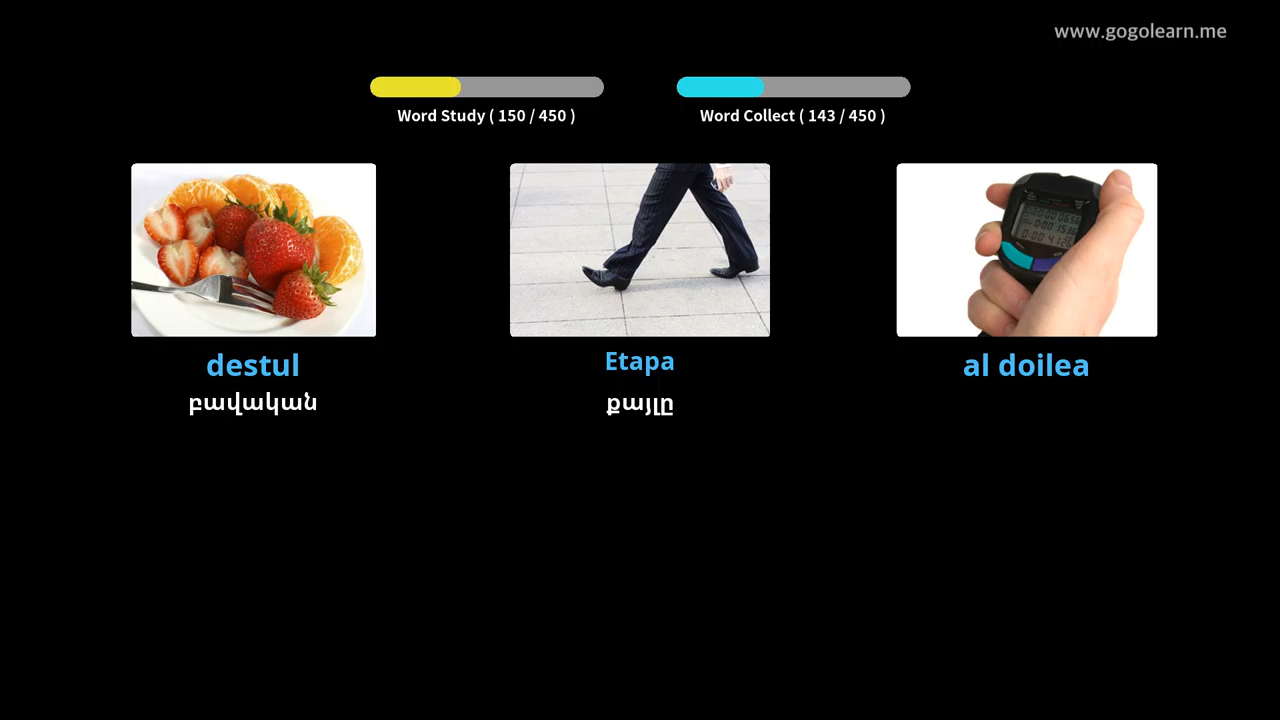 www.gogolearn.me
Word Study ( 150 / 450 )
Word Collect ( 143 / 450 )
destul
Etapa
al doilea
բավական
քայլը